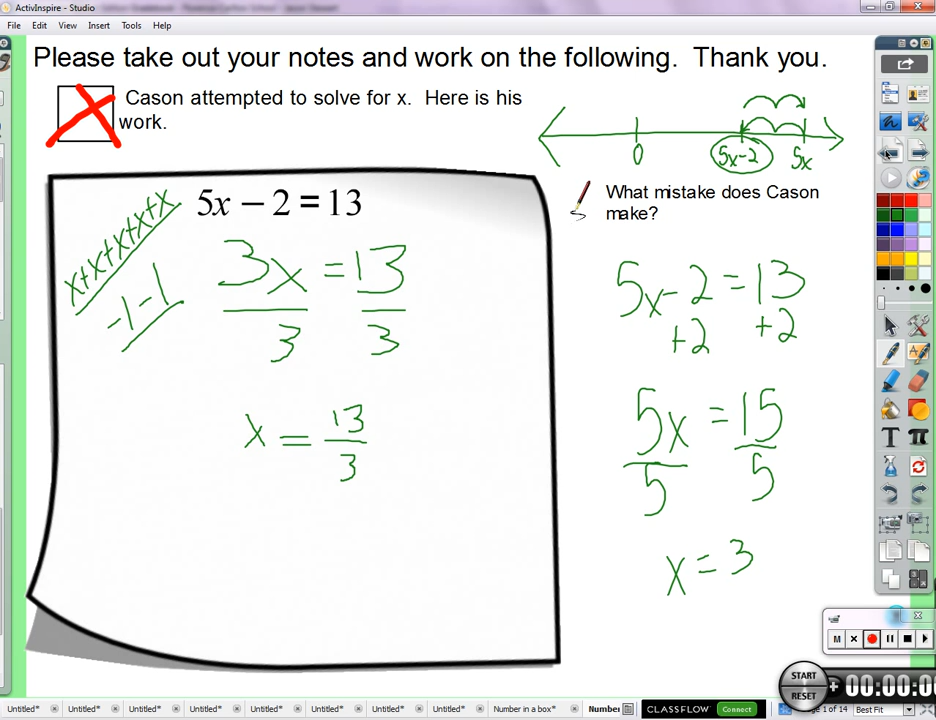 ActivInspire - Studio
File Edit View Insert Tools Help
Please take out your notes and work on the following. Thank you.
Cason attempted to solve for x. Here is his
work.
0 5x-2 5x
What mistake does Cason
make?
5x − 2 = 13
x+x+x+x+x
-1-1
3x = 13
3 3
x = 13
3
5x-2 = 13
+2 +2
5x = 15
5 5
x = 3
M
START
RESET
+ 00:00:0
Untitled* Untitled* Untitled* Untitled* Untitled* Untitled* Untitled* Untitled* Number in a box* Number
CLASSFLOW Connect
Page 1 of 14 Best Fit